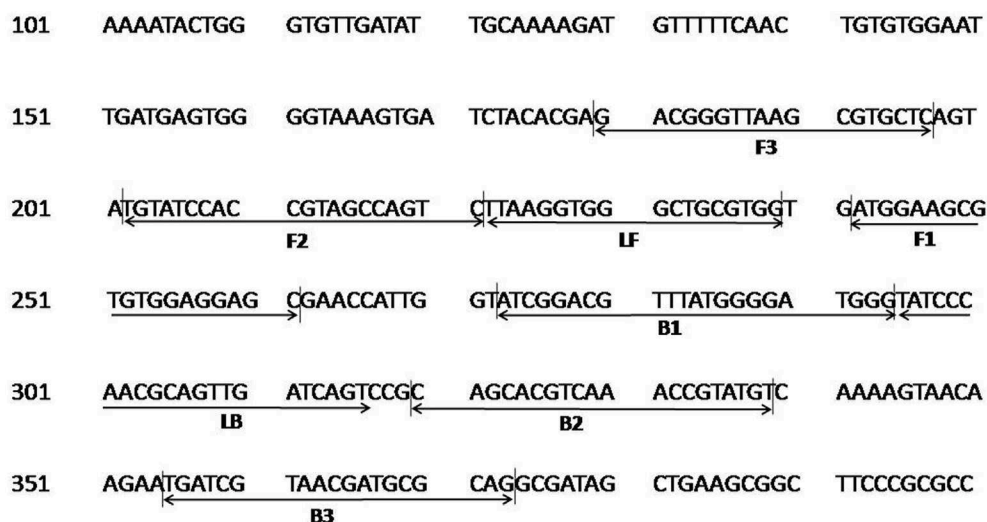 101 AAAATACTGG GTGTTGATAT TGCAAAAGAT GTTTTTCAAC TGTGTGGAAT
151 TGATGAGTGG GGTAAAGTGA TCTACACGAG ACGGGTTAAG CGTGCTCAGT
F3
201 ATGTATCCAC CGTAGCCAGT CTTAAGGTGG GCTGCGTGGT GATGGAAGCG
F2 LF F1
251 TGTGGAGGAG CGAACCATTG GTATCGGACG TTTATGGGGA TGGGTATCCC
B1
301 AACGCAGTTG ATCAGTCCGC AGCACGTCAA ACCGTATGTC AAAAGTAACA
LB B2
351 AGAATGATCG TAACGATGCG CAGGCGATAG CTGAAGCGGC TTCCCGCGCC
B3